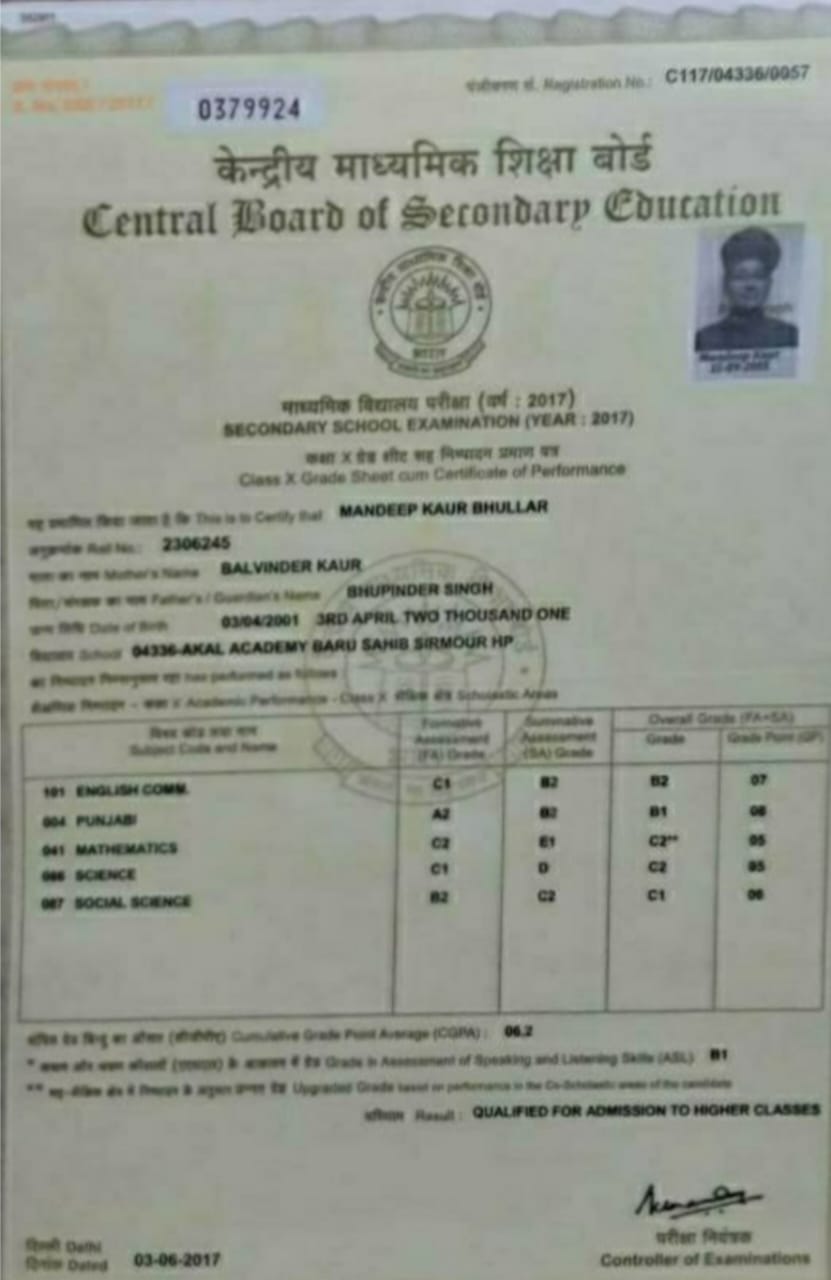 0379924
पंजीकरण सं. Registration No.: C117/04336/0057
केन्द्रीय माध्यमिक शिक्षा बोर्ड
Central Board of Secondary Education
भारत
Mandeep Kaur
माध्यमिक विद्यालय परीक्षा (वर्ष : 2017)
SECONDARY SCHOOL EXAMINATION (YEAR : 2017)
कक्षा X ग्रेड शीट सह निष्पादन प्रमाण पत्र
Class X Grade Sheet cum Certificate of Performance
यह प्रमाणित किया जाता है कि This is to Certify that MANDEEP KAUR BHULLAR
अनुक्रमांक Roll No.: 2306245
माता का नाम Mother's Name BALVINDER KAUR
पिता/संरक्षक का नाम Father's / Guardian's Name BHUPINDER SINGH
जन्म तिथि Date of Birth 03/04/2001 3RD APRIL TWO THOUSAND ONE
विद्यालय School 04336-AKAL ACADEMY BARU SAHIB SIRMOUR HP
का निष्पादन निम्नानुसार रहा has performed as follows
शैक्षणिक निष्पादन - कक्षा X Academic Performance - Class X शैक्षिक क्षेत्र Scholastic Areas
विषय कोड तथा नाम Subject Code and Name Formative Assessment (FA) Grade Summative Assessment (SA) Grade Overall Grade (FA+SA)
Grade Grade Point (GP)
101 ENGLISH COMM. C1 B2 B2 07
004 PUNJABI A2 B2 B1 08
041 MATHEMATICS C2 E1 C2** 05
086 SCIENCE C1 D C2 05
087 SOCIAL SCIENCE B2 C2 C1 06
Cumulative Grade Point Average (CGPA) : 06.2
Grade in Assessment of Speaking and Listening Skills (ASL) B1
** Upgraded Grade based on performance in the Co-Scholastic areas of the candidate
परिणाम Result : QUALIFIED FOR ADMISSION TO HIGHER CLASSES
दिल्ली Delhi
दिनांक Dated 03-06-2017
परीक्षा नियंत्रक
Controller of Examinations